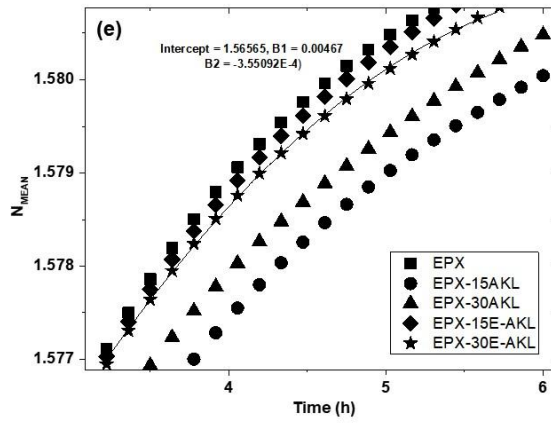 (e)
Intercept = 1.56565, B1 = 0.00467
B2 = -3.55092E-4)
1.580
1.579
1.578
1.577
N_MEAN
EPX
EPX-15AKL
EPX-30AKL
EPX-15E-AKL
EPX-30E-AKL
4 5 6
Time (h)